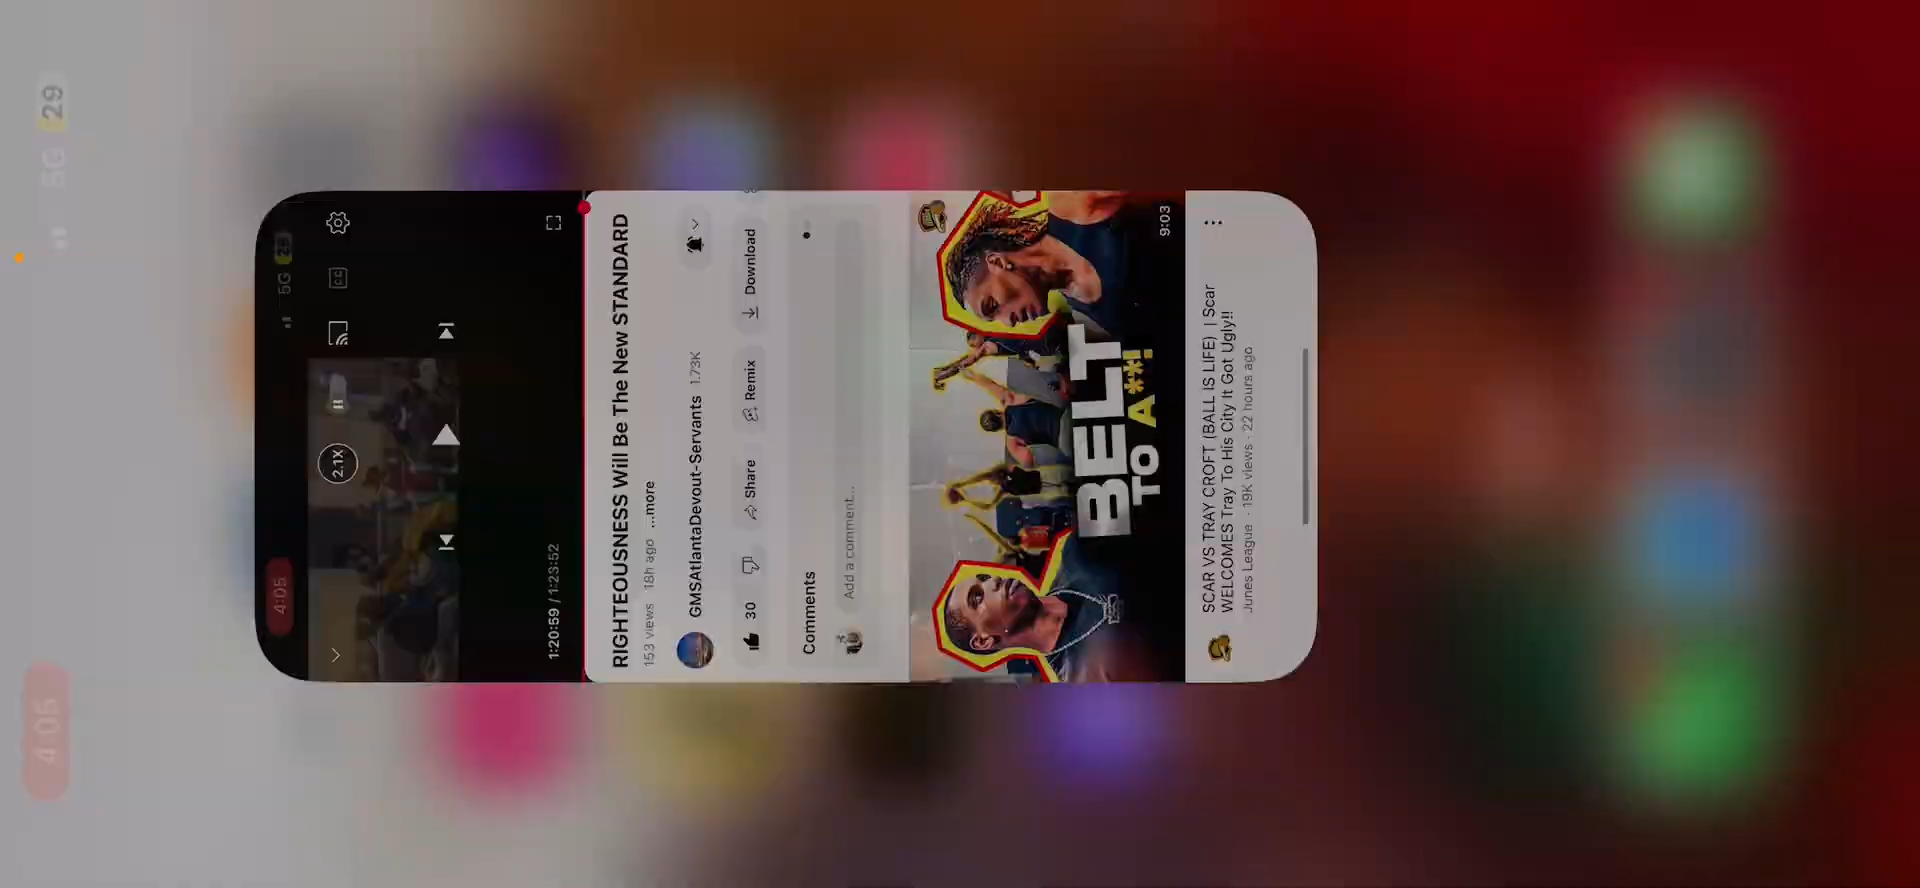 4:05
5G 29
4:05
5G 29
CC
2.1X
1:20:59 / 1:23:52
RIGHTEOUSNESS Will Be The New STANDARD
153 views 18h ago ...more
GMSAtlantaDevout-Servants 1.73K
30
Share
Remix
Download
Comments
Add a comment...
BELT
TO A**!
9:03
SCAR VS TRAY CROFT (BALL IS LIFE) | Scar
WELCOMES Tray To His City It Got Ugly!!
Junes League · 19K views · 22 hours ago